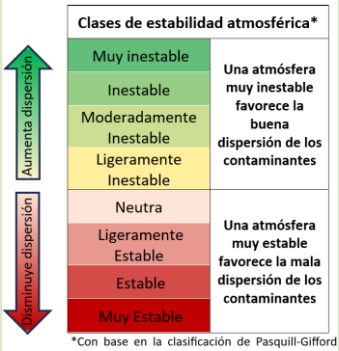 Clases de estabilidad atmosférica*
Aumenta dispersión
Muy inestable
Inestable
Moderadamente
Inestable
Ligeramente
Inestable
Una atmósfera
muy inestable
favorece la
buena
dispersión de los
contaminantes
Disminuye dispersión
Neutra
Ligeramente
Estable
Estable
Muy Estable
Una atmósfera
muy estable
favorece la mala
dispersión de los
contaminantes
*Con base en la clasificación de Pasquill-Gifford